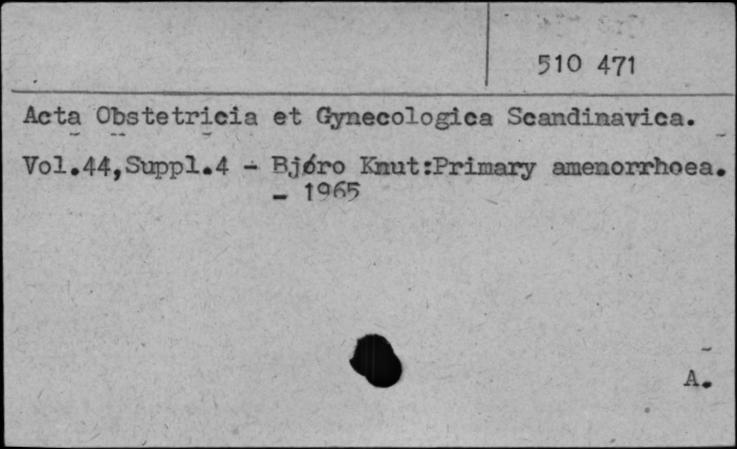 510 471
Acta Obstetricia et Gynecologica Scandinavica.
Vol.44,Suppl.4 - Bjøro Knut:Primary amenorrhoea.
- 1965
A.